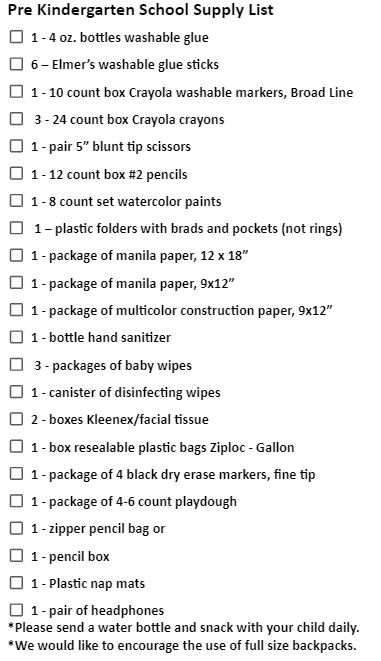 Pre Kindergarten School Supply List
☐ 1 - 4 oz. bottles washable glue
☐ 6 – Elmer’s washable glue sticks
☐ 1 - 10 count box Crayola washable markers, Broad Line
☐ 3 - 24 count box Crayola crayons
☐ 1 - pair 5” blunt tip scissors
☐ 1 - 12 count box #2 pencils
☐ 1 - 8 count set watercolor paints
☐ 1 – plastic folders with brads and pockets (not rings)
☐ 1 - package of manila paper, 12 x 18”
☐ 1 - package of manila paper, 9x12”
☐ 1 - package of multicolor construction paper, 9x12”
☐ 1 - bottle hand sanitizer
☐ 3 - packages of baby wipes
☐ 1 - canister of disinfecting wipes
☐ 2 - boxes Kleenex/facial tissue
☐ 1 - box resealable plastic bags Ziploc - Gallon
☐ 1 - package of 4 black dry erase markers, fine tip
☐ 1 - package of 4-6 count playdough
☐ 1 - zipper pencil bag or
☐ 1 - pencil box
☐ 1 - Plastic nap mats
☐ 1 - pair of headphones
*Please send a water bottle and snack with your child daily.
*We would like to encourage the use of full size backpacks.